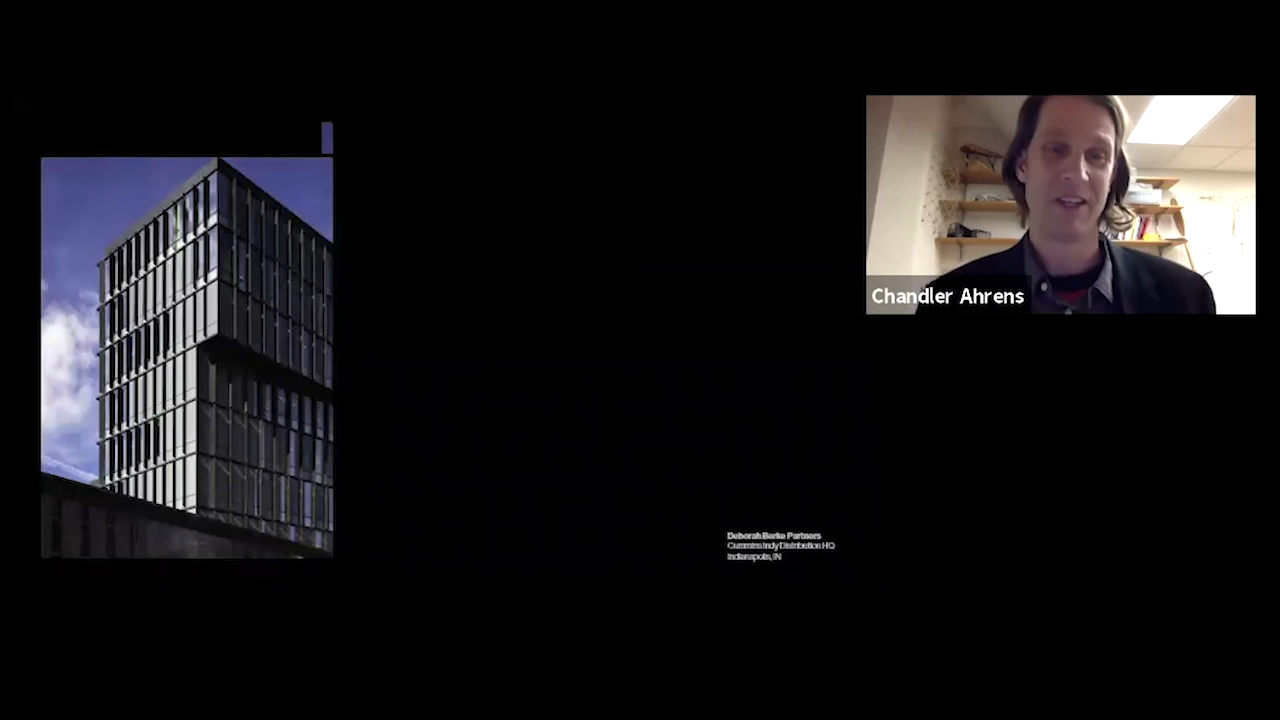 Chandler Ahrens
Deborah Berke Partners
Cummins Indy Distribution HQ
Indianapolis, IN